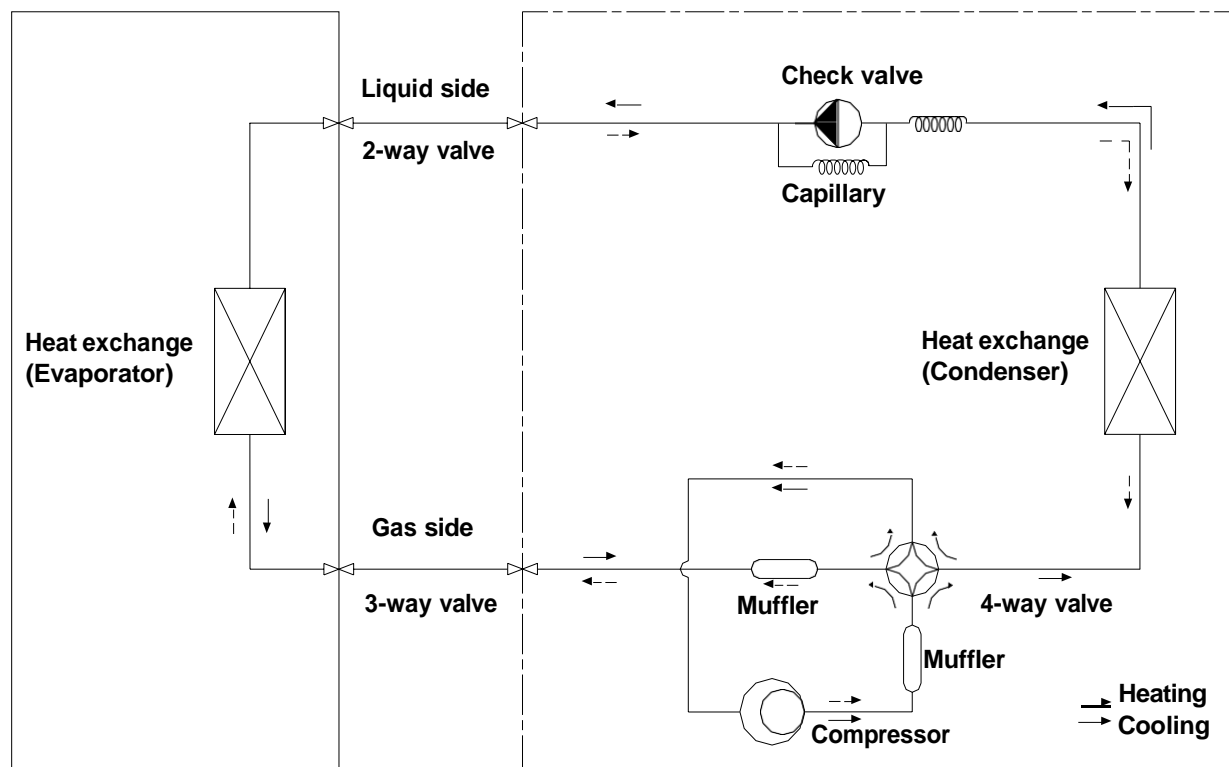 Check valve
Liquid side
2-way valve
Capillary
Heat exchange
(Evaporator)
Heat exchange
(Condenser)
Gas side
3-way valve
Muffler
4-way valve
Muffler
Compressor
Heating
Cooling